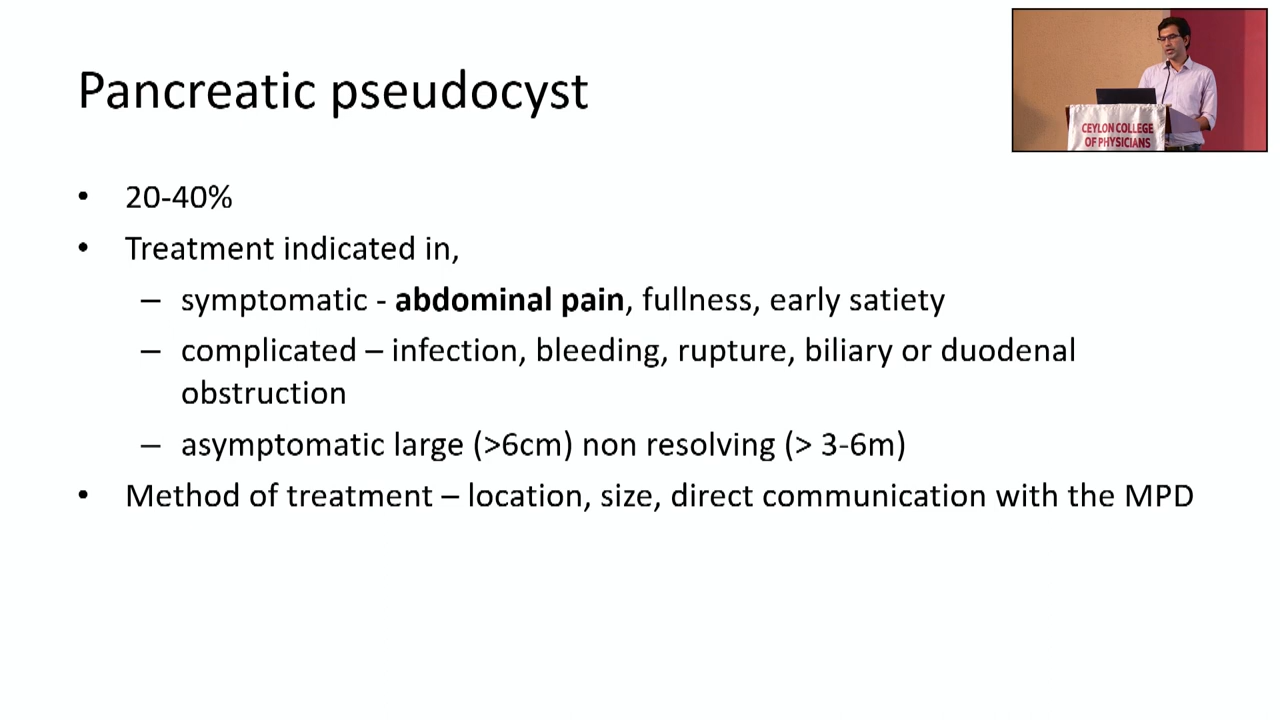 Pancreatic pseudocyst
CEYLON COLLEGE
OF PHYSICIANS
• 20-40%
• Treatment indicated in,
– symptomatic - abdominal pain, fullness, early satiety
– complicated – infection, bleeding, rupture, biliary or duodenal
obstruction
– asymptomatic large (>6cm) non resolving (> 3-6m)
• Method of treatment – location, size, direct communication with the MPD